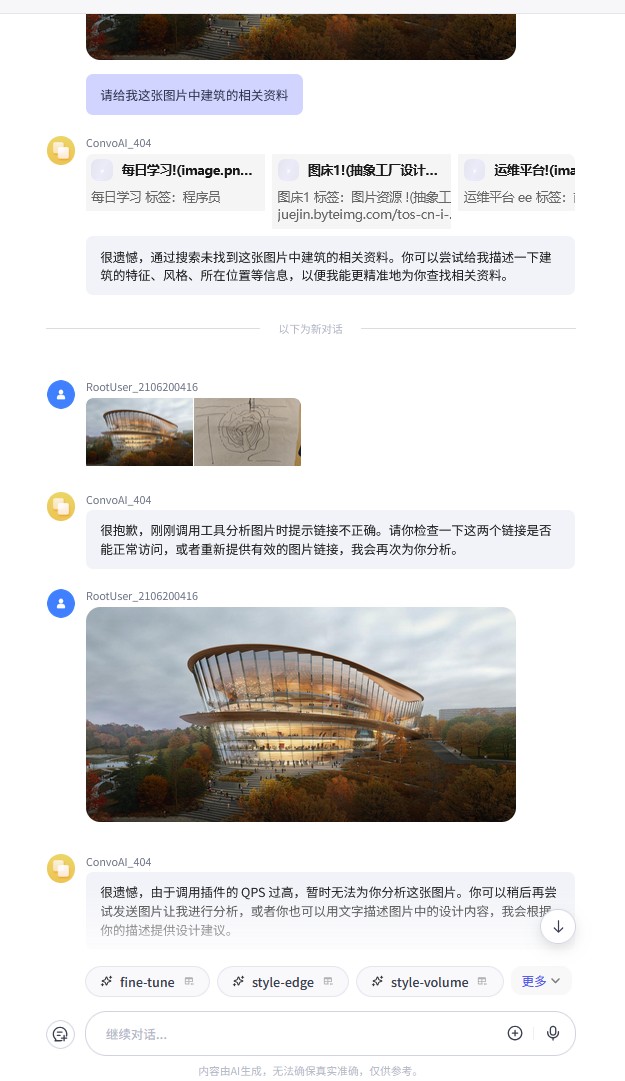 请给我这张图片中建筑的相关资料
ConvoAI_404
每日学习!(image.pn...
图床1!(抽象工厂设计...
运维平台!(ima
每日学习 标签：程序员
图床1 标签：图片资源 !(抽象工
运维平台 ee 标签：
juejin.byteimg.com/tos-cn-i-.
很遗憾，通过搜索未找到这张图片中建筑的相关资料。你可以尝试给我描述一下建
筑的特征、风格、所在位置等信息，以便我能更精准地为你查找相关资料。
以下为新对话
RootUser_2106200416
ConvoAI_404
很抱歉，刚刚调用工具分析图片时提示链接不正确。请你检查一下这两个链接是否
能正常访问，或者重新提供有效的图片链接，我会再次为你分析。
RootUser_2106200416
ConvoAI_404
很遗憾，由于调用插件的 QPS 过高，暂时无法为你分析这张图片。你可以稍后再尝
试发送图片让我进行分析，或者你也可以用文字描述图片中的设计内容，我会根据
你的描述提供设计建议。
fine-tune
style-edge
style-volume
更多
继续对话...
内容由AI生成，无法确保真实准确，仅供参考。